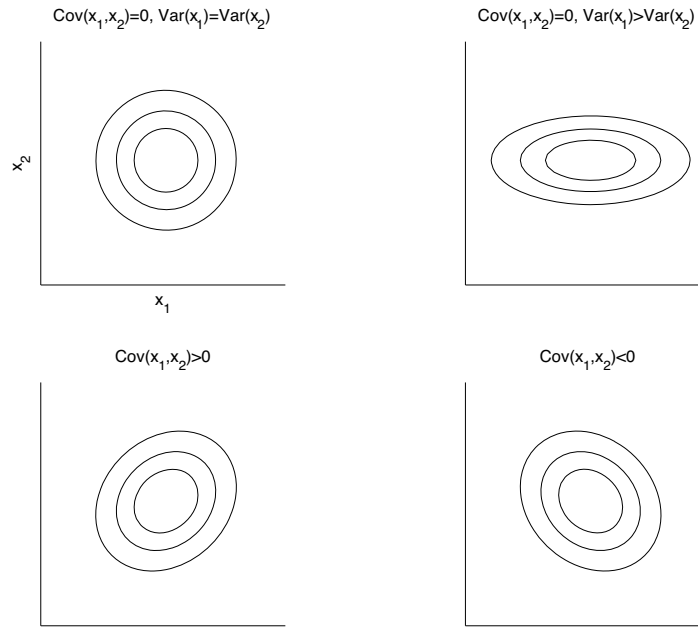 Cov(x₁,x₂)=0, Var(x₁)=Var(x₂)
Cov(x₁,x₂)=0, Var(x₁)>Var(x₂)
x₂
x₁
Cov(x₁,x₂)>0
Cov(x₁,x₂)<0